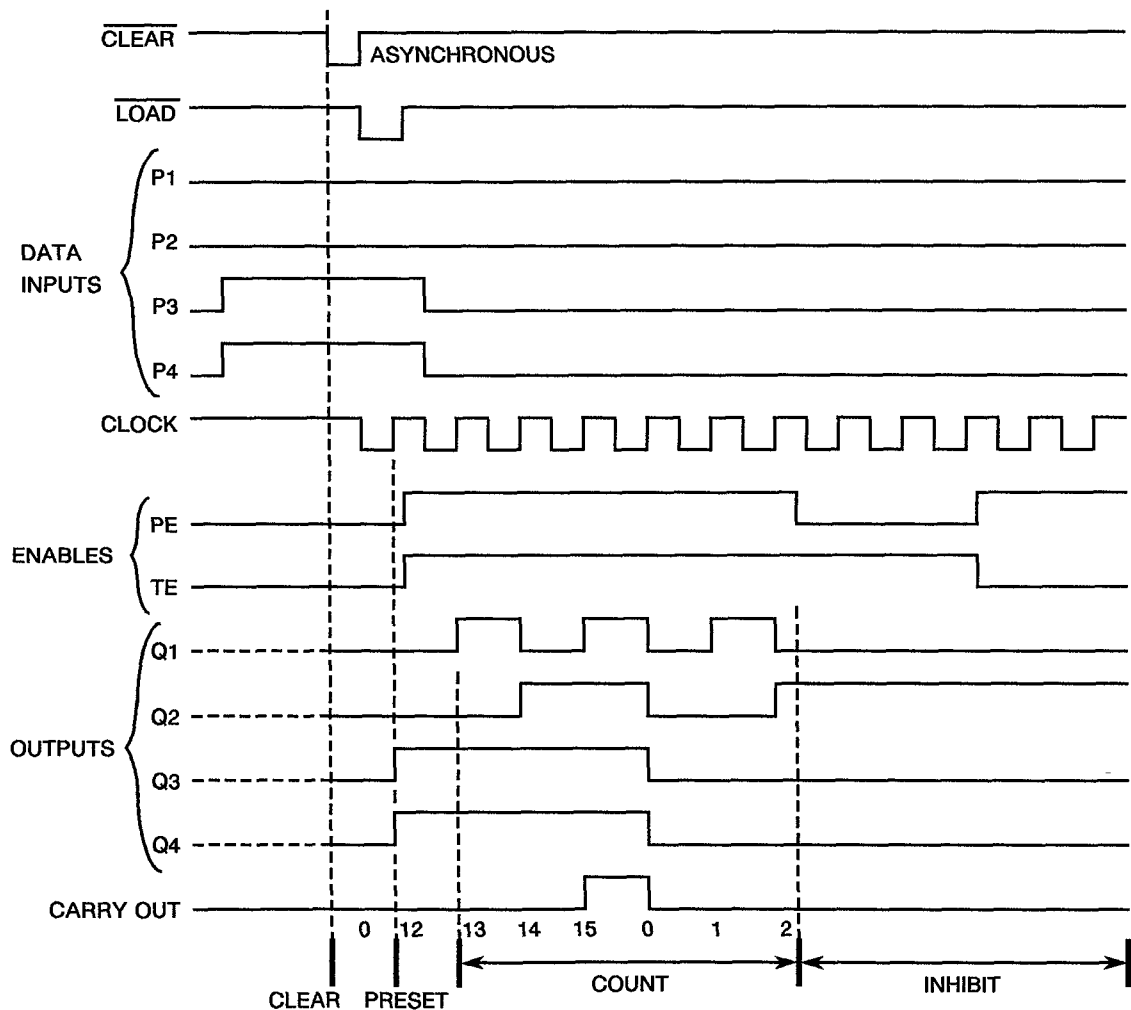 CLEAR
ASYNCHRONOUS
LOAD
P1
DATA
INPUTS
P2
P3
P4
CLOCK
PE
ENABLES
TE
Q1
Q2
OUTPUTS
Q3
Q4
CARRY OUT
0 12 13 14 15 0 1 2
CLEAR PRESET COUNT INHIBIT